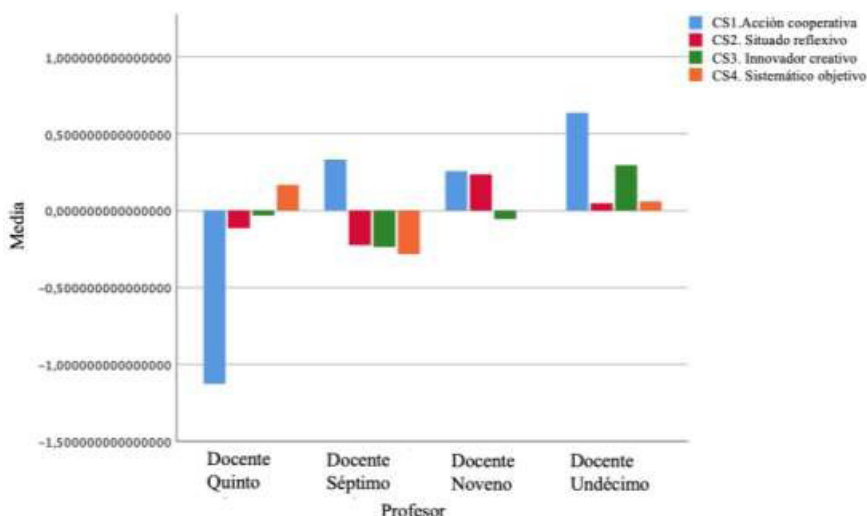 CS1.Acción cooperativa
CS2. Situado reflexivo
CS3. Innovador creativo
CS4. Sistemático objetivo
1,000000000000000
0,500000000000000
0,000000000000000
-0,500000000000000
-1,000000000000000
-1,500000000000000
Media
Docente Quinto
Docente Séptimo
Docente Noveno
Docente Undécimo
Profesor